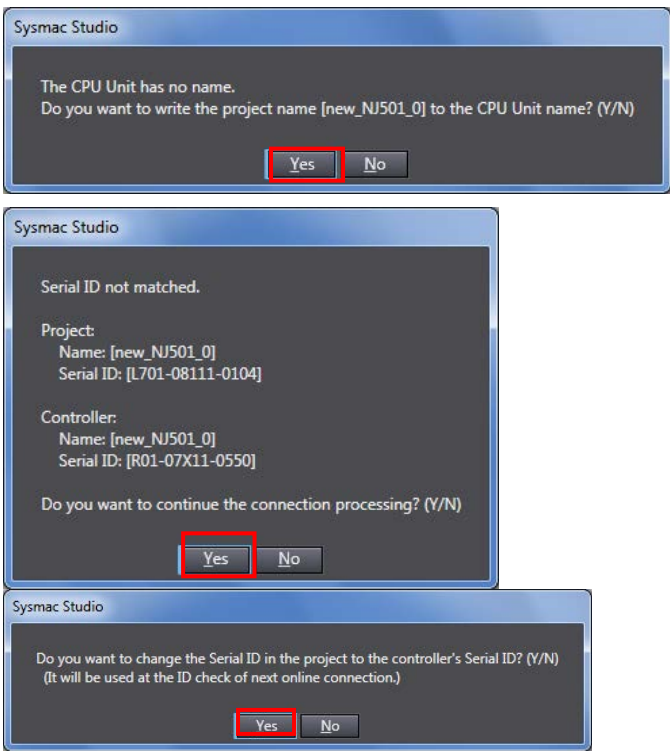 Sysmac Studio
The CPU Unit has no name.
Do you want to write the project name [new_NJ501_0] to the CPU Unit name? (Y/N)
Yes No
Sysmac Studio
Serial ID not matched.
Project:
Name: [new_NJ501_0]
Serial ID: [L701-08111-0104]
Controller:
Name: [new_NJ501_0]
Serial ID: [R01-07X11-0550]
Do you want to continue the connection processing? (Y/N)
Yes No
Sysmac Studio
Do you want to change the Serial ID in the project to the controller's Serial ID? (Y/N)
(It will be used at the ID check of next online connection.)
Yes No